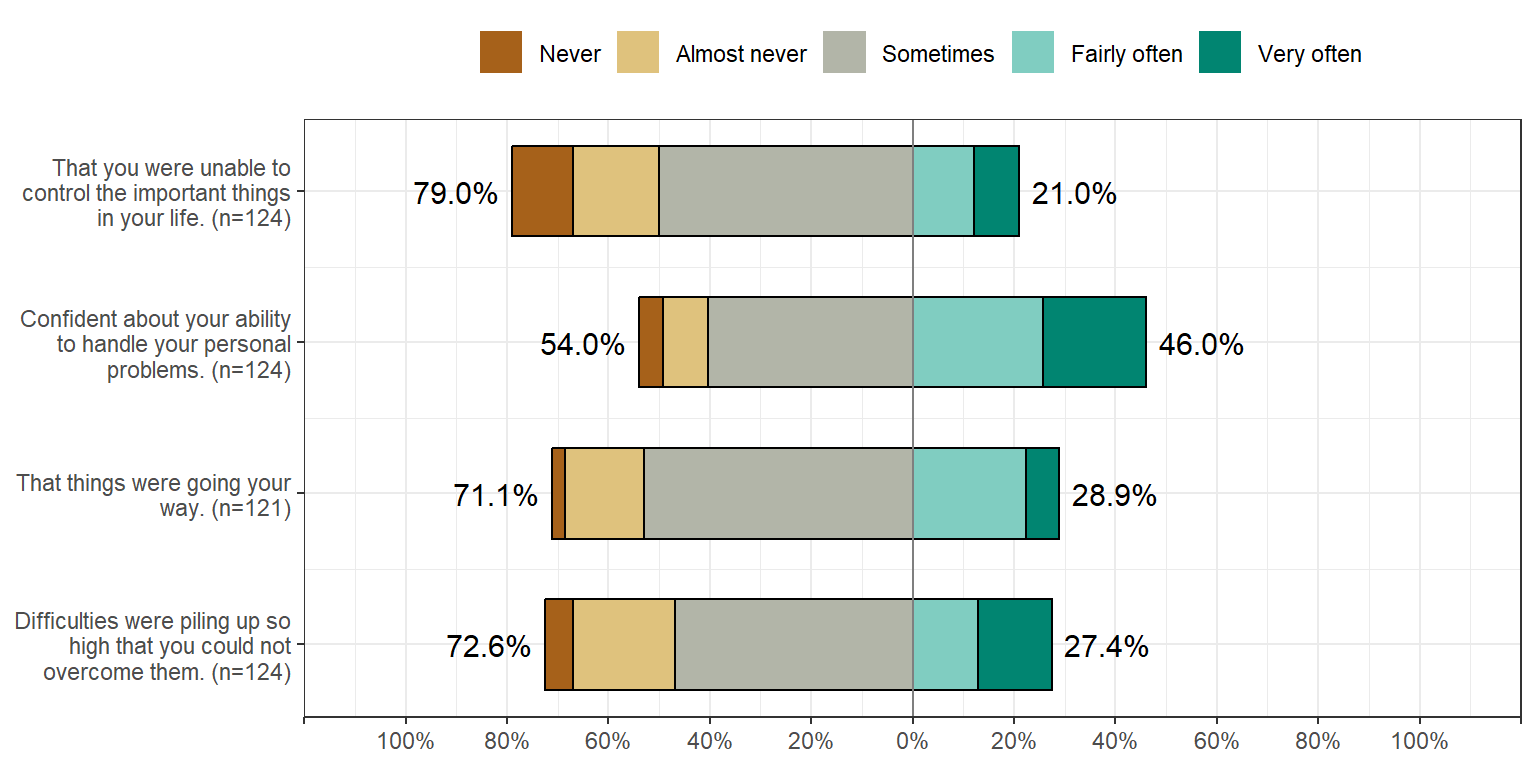 Never Almost never Sometimes Fairly often Very often
That you were unable to
control the important things
in your life. (n=124)
79.0% 21.0%
Confident about your ability
to handle your personal
problems. (n=124)
54.0% 46.0%
That things were going your
way. (n=121)
71.1% 28.9%
Difficulties were piling up so
high that you could not
overcome them. (n=124)
72.6% 27.4%
100% 80% 60% 40% 20% 0% 20% 40% 60% 80% 100%